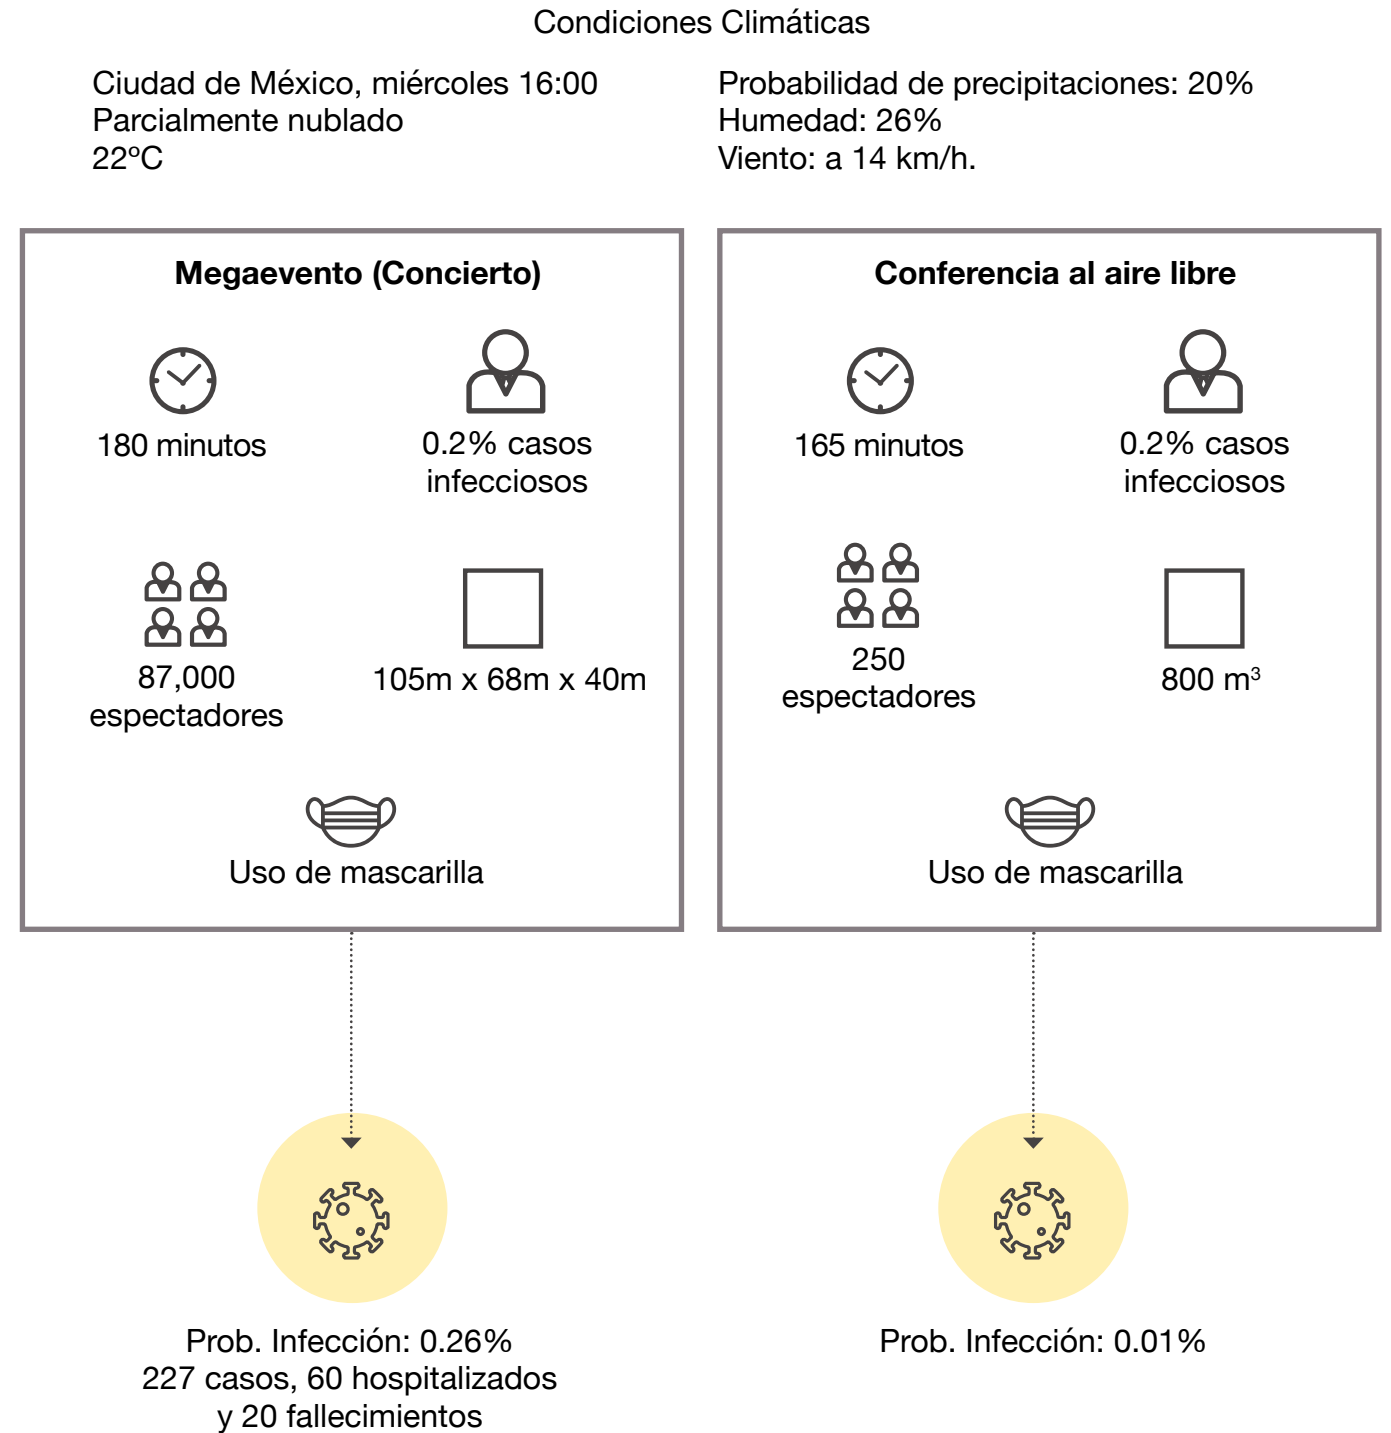 Condiciones Climáticas
Ciudad de México, miércoles 16:00
Parcialmente nublado
22ºC
Probabilidad de precipitaciones: 20%
Humedad: 26%
Viento: a 14 km/h.
Megaevento (Concierto)
180 minutos
0.2% casos
infecciosos
87,000
espectadores
105m x 68m x 40m
Uso de mascarilla
Prob. Infección: 0.26%
227 casos, 60 hospitalizados
y 20 fallecimientos
Conferencia al aire libre
165 minutos
0.2% casos
infecciosos
250
espectadores
800 m³
Uso de mascarilla
Prob. Infección: 0.01%